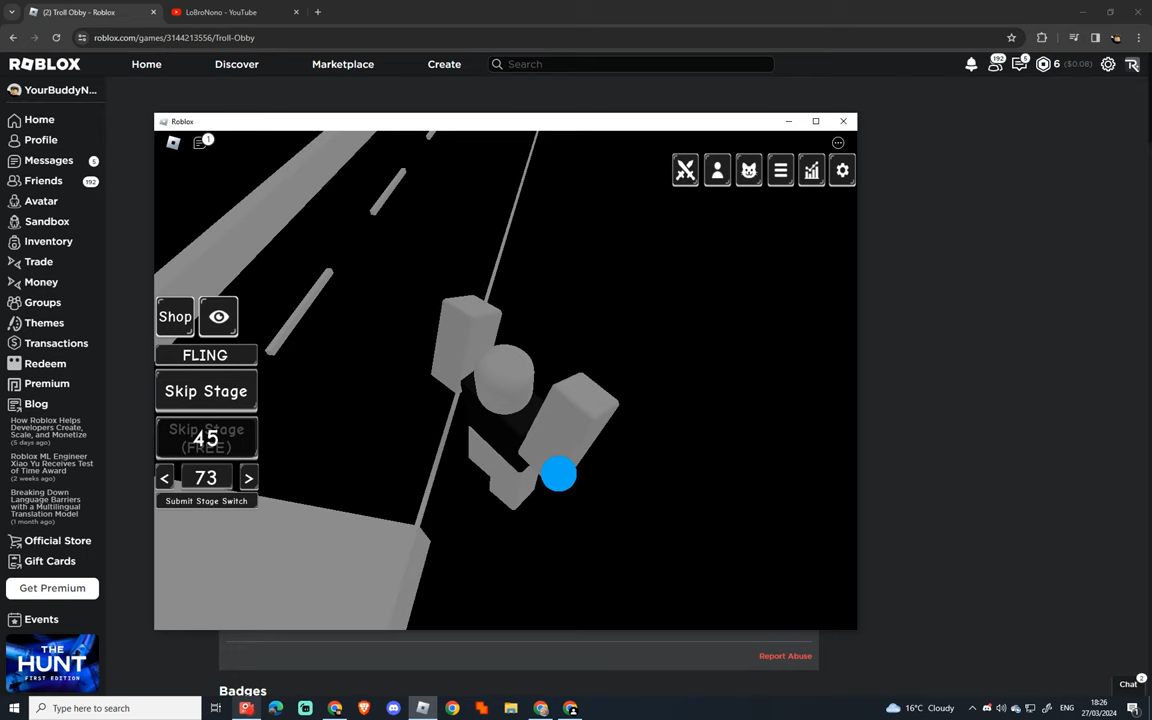 (2) Troll Obby - Roblox
LoBroNono - YouTube
roblox.com/games/3144213556/Troll-Obby
ROBLOX
Home
Discover
Marketplace
Create
Search
192
5
6
($0.08)
YourBuddyN...
Home
Profile
Messages
5
Friends
192
Avatar
Sandbox
Inventory
Trade
Money
Groups
Themes
Transactions
Redeem
Premium
Blog
How Roblox Helps
Developers Create,
Scale, and Monetize
(5 days ago)
Roblox ML Engineer
Xiao Yu Receives Test
of Time Award
(2 weeks ago)
Breaking Down
Language Barriers
with a Multilingual
Translation Model
(1 month ago)
Official Store
Gift Cards
Get Premium
Events
THE
HUNT
FIRST EDITION
Roblox
1
Shop
FLING
Skip Stage
Skip Stage
(FREE)
45
<
73
>
Submit Stage Switch
Report Abuse
Badges
Chat
2
Type here to search
16°C Cloudy
ENG
18:26
27/03/2024
1